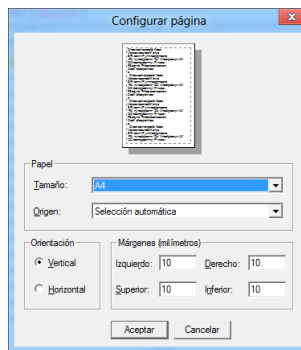 Configurar página
x
Papel
Tamaño: A4
Origen: Selección automática
Orientación
Vertical
Horizontal
Márgenes (milímetros)
Izquierdo: 10 Derecho: 10
Superior: 10 Inferior: 10
Aceptar Cancelar